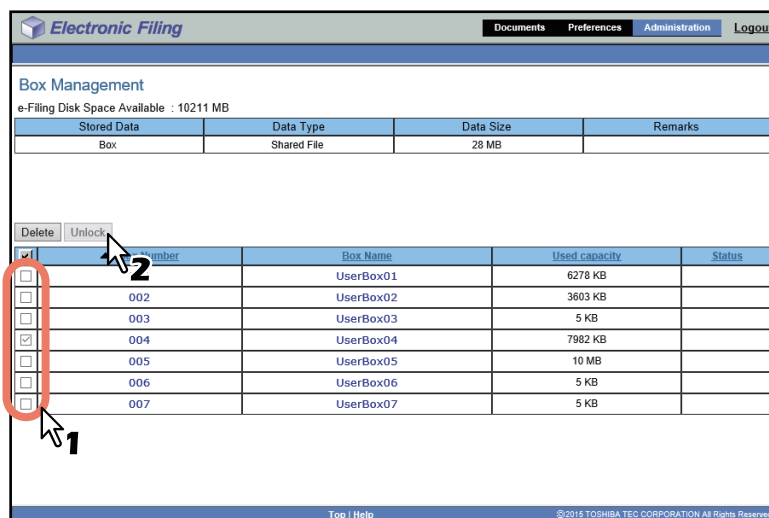 Electronic Filing
Documents Preferences Administration Logou
Box Management
e-Filing Disk Space Available : 10211 MB
Stored Data Data Type Data Size Remarks
Box Shared File 28 MB
Delete Unlock
Number Box Name Used capacity Status
2
UserBox01 6278 KB
002 UserBox02 3603 KB
003 UserBox03 5 KB
004 UserBox04 7982 KB
005 UserBox05 10 MB
006 UserBox06 5 KB
007 UserBox07 5 KB
1
Top | Help ©2015 TOSHIBA TEC CORPORATION All Rights Reserved